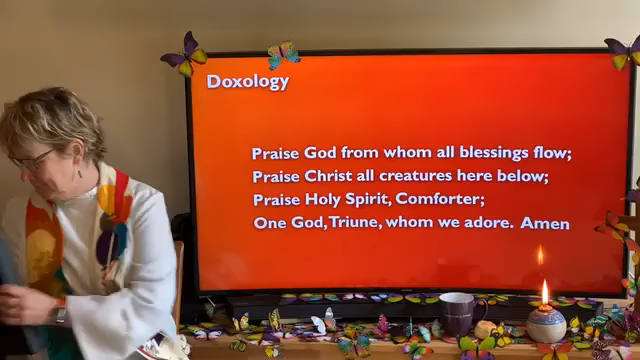 Doxology
Praise God from whom all blessings flow;
Praise Christ all creatures here below;
Praise Holy Spirit, Comforter;
One God, Triune, whom we adore. Amen